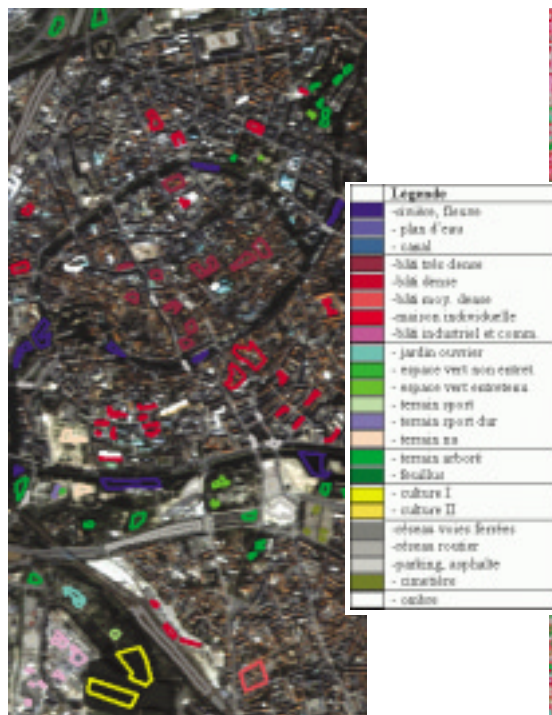 Légende
-rivière, fleuve
- plan d'eau
- canal
-bâti très dense
-bâti dense
-bâti moy. dense
-maison individuelle
-bâti industriel et comm.
- jardin ouvrier
- espace vert non entret.
- espace vert entretenu
- terrain sport
- terrain sport dur
- terrain nu
- terrain arboré
- feuillus
- culture I
- culture II
-réseau voies ferrées
-réseau routier
-parking, asphalte
- cimetière
- ombre